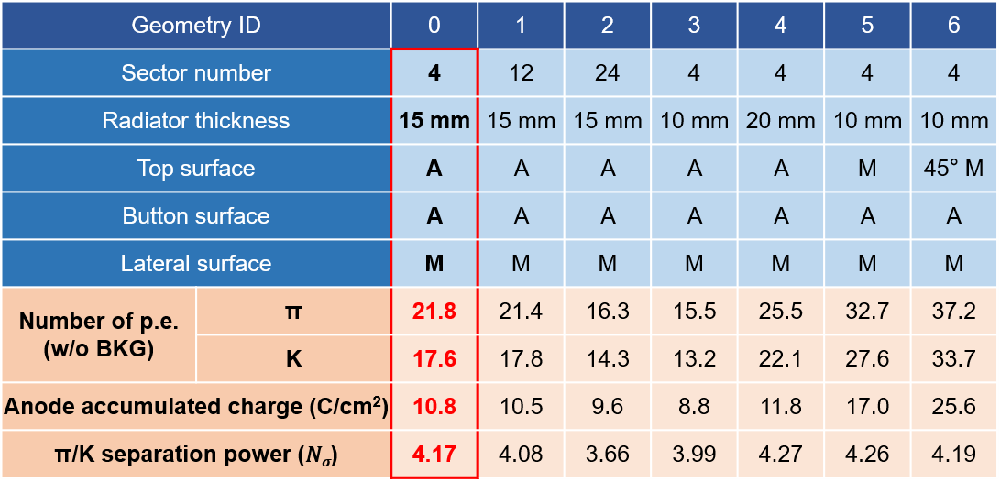 Geometry ID 0 1 2 3 4 5 6
Sector number 4 12 24 4 4 4 4
Radiator thickness 15 mm 15 mm 15 mm 10 mm 20 mm 10 mm 10 mm
Top surface A A A A A M 45° M
Button surface A A A A A A A
Lateral surface M M M M M M M
Number of p.e.
(w/o BKG)
π 21.8 21.4 16.3 15.5 25.5 32.7 37.2
K 17.6 17.8 14.3 13.2 22.1 27.6 33.7
Anode accumulated charge (C/cm²) 10.8 10.5 9.6 8.8 11.8 17.0 25.6
π/K separation power (Nσ) 4.17 4.08 3.66 3.99 4.27 4.26 4.19